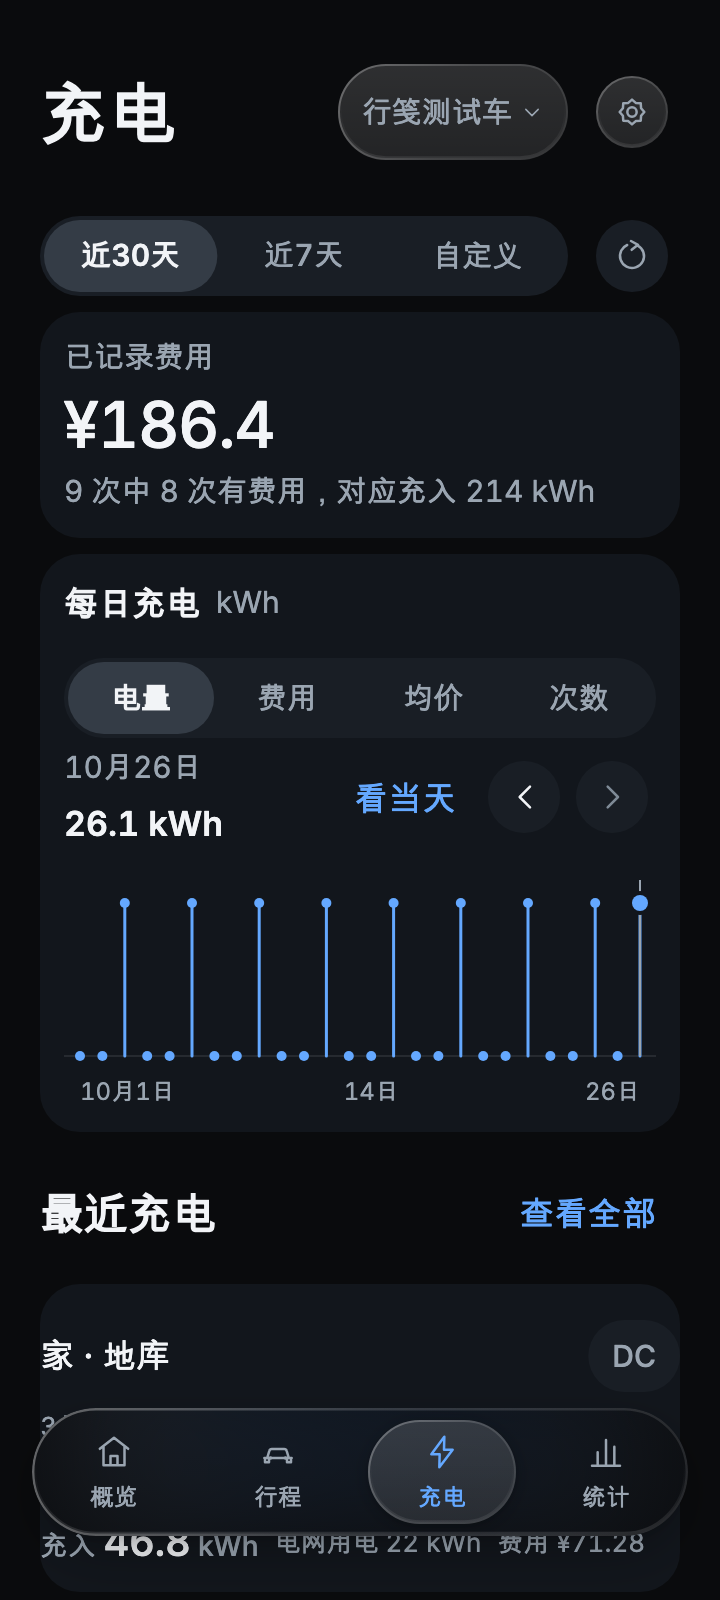 充电
行笺测试车
近30天 近7天 自定义
已记录费用
¥186.4
9 次中 8 次有费用，对应充入 214 kWh
每日充电 kWh
电量 费用 均价 次数
10月26日
看当天
26.1 kWh
10月1日 14日 26日
最近充电 查看全部
家 · 地库 DC
概览 行程 充电 统计
充入 46.8 kWh 电网用电 22 kWh 费用 ¥71.28